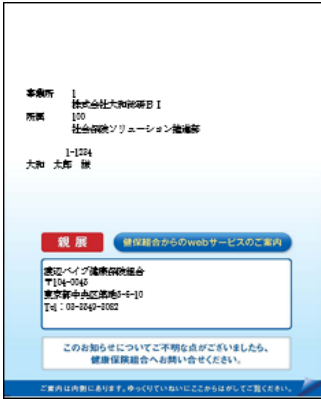 事業所 1
株式会社大和総研BI
所属 100
社会保険ソリューション推進部
1-1234
大和 太郎 様
親展
健保組合からのwebサービスのご案内
渡辺パイプ健康保険組合
〒104-0045
東京都中央区築地5-6-10
Tel：03-3549-3082
このお知らせについてご不明な点がございましたら、
健康保険組合へお問い合せください。
ご案内は内側にあります。ゆっくりていねいにここからはがしてご覧ください。